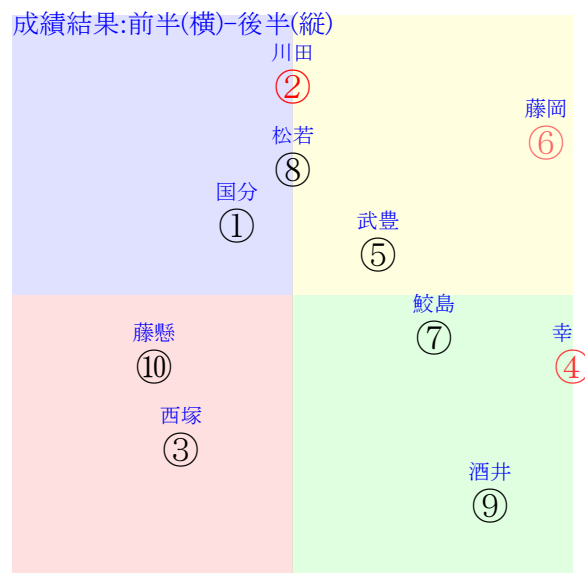 成績結果:前半(横)-後半(縦)
川田
②
藤岡
⑥
松若
⑧
国分
①
武豊
⑤
鮫島
⑦
藤懸
⑩
幸
④
西塚
③
酒井
⑨